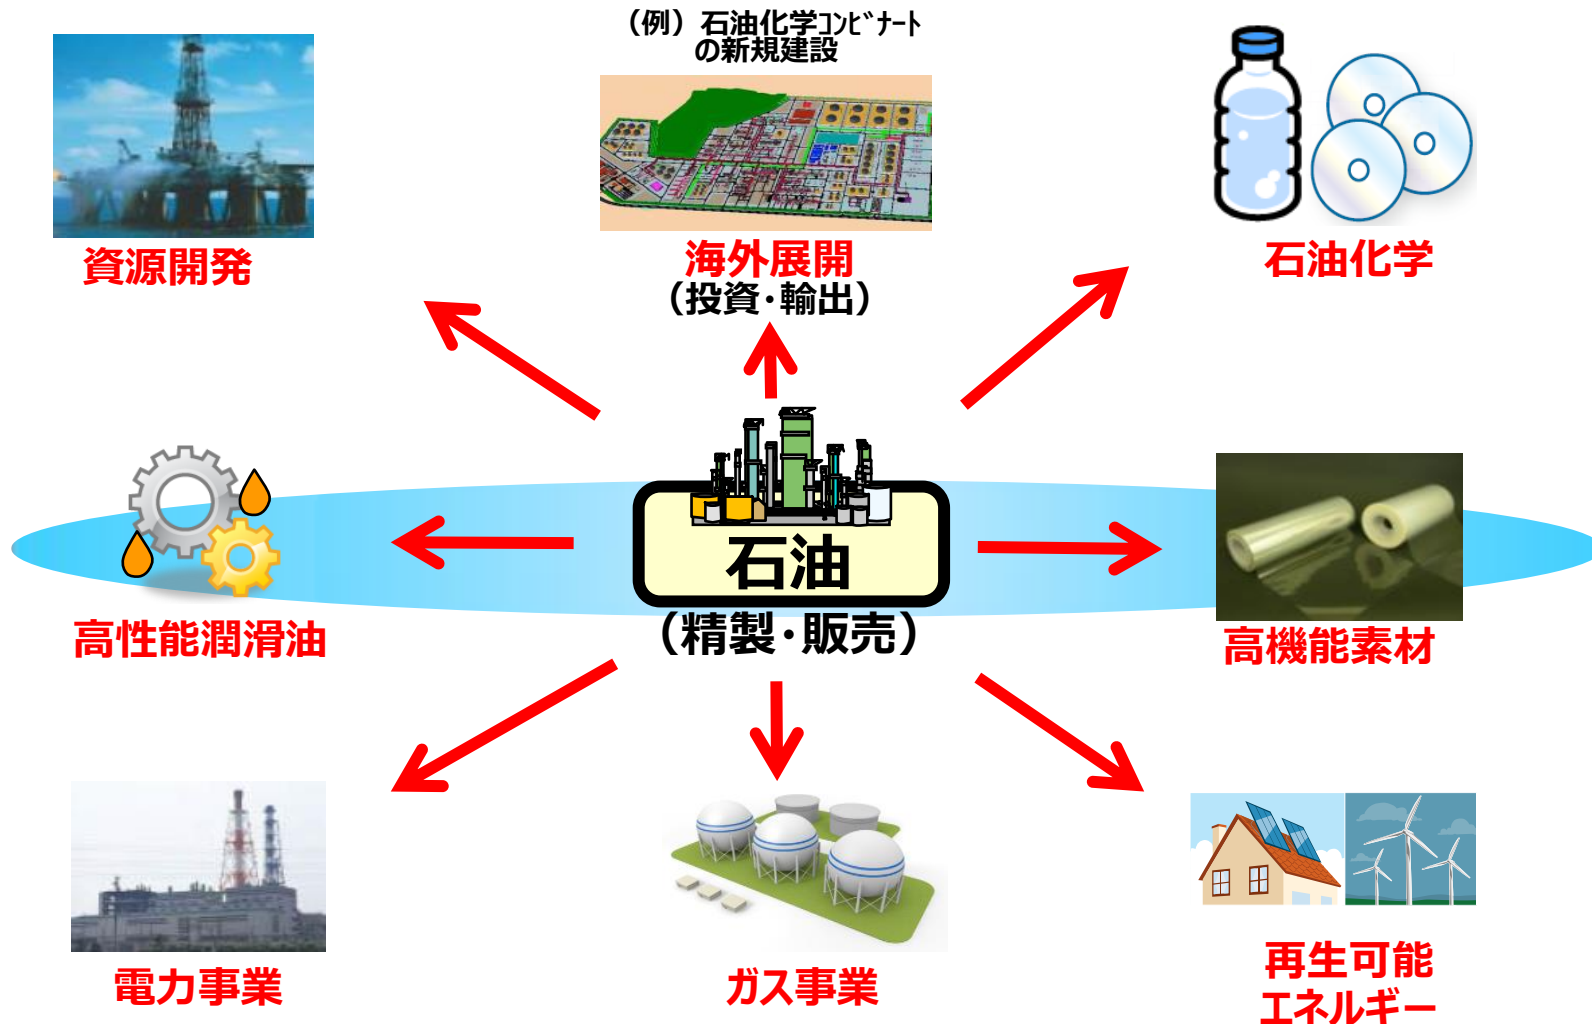 （例）石油化学ｺﾝﾋﾞﾅｰﾄ
の新規建設
資源開発
海外展開
（投資・輸出）
石油化学
石油
（精製・販売）
高性能潤滑油
高機能素材
電力事業
ガス事業
再生可能
エネルギー